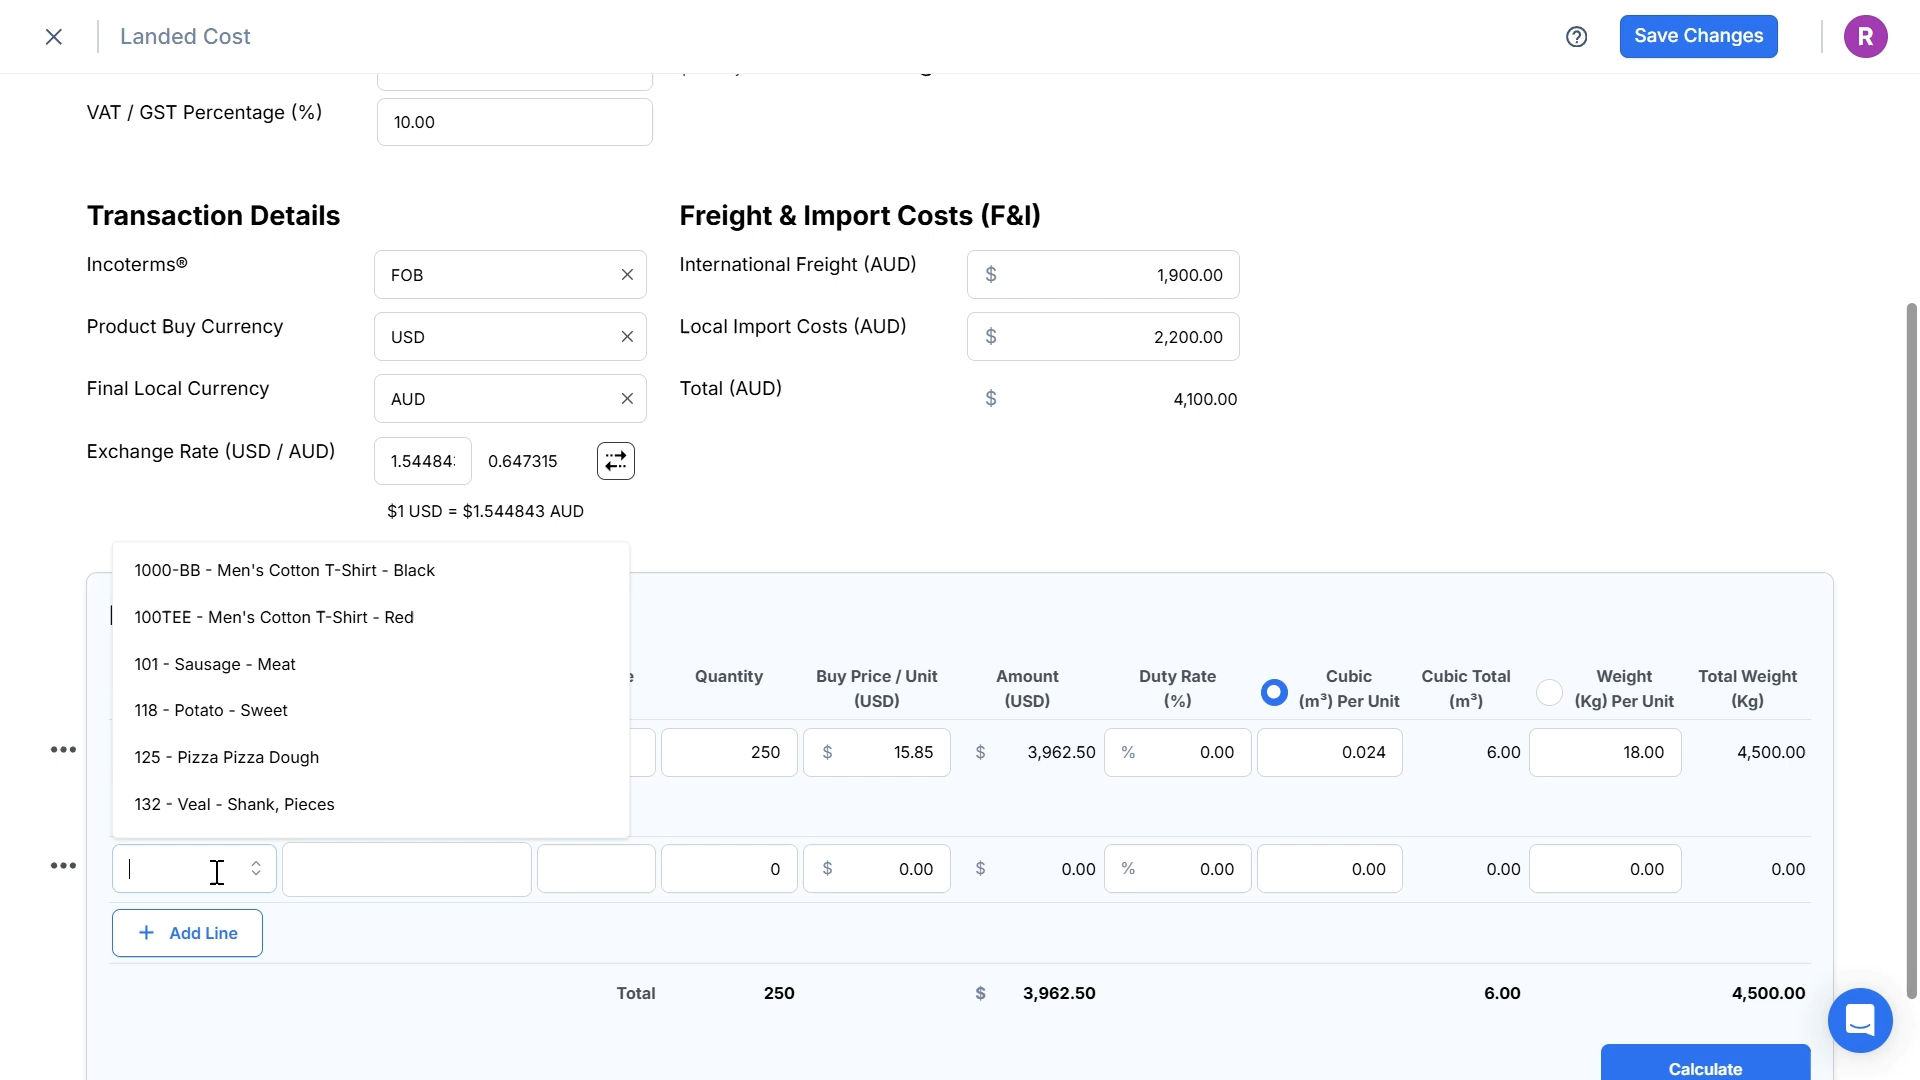 Landed Cost
Save Changes
R
VAT / GST Percentage (%)
10.00
Transaction Details
Freight & Import Costs (F&I)
Incoterms®
FOB
International Freight (AUD)
$ 1,900.00
Product Buy Currency
USD
Local Import Costs (AUD)
$ 2,200.00
Final Local Currency
AUD
Total (AUD)
$ 4,100.00
Exchange Rate (USD / AUD)
1.54484
0.647315
$1 USD = $1.544843 AUD
1000-BB - Men's Cotton T-Shirt - Black
100TEE - Men's Cotton T-Shirt - Red
101 - Sausage - Meat
118 - Potato - Sweet
125 - Pizza Pizza Dough
132 - Veal - Shank, Pieces
Quantity
Buy Price / Unit
(USD)
Amount
(USD)
Duty Rate
(%)
Cubic
(m³) Per Unit
Cubic Total
(m³)
Weight
(Kg) Per Unit
Total Weight
(Kg)
250 $ 15.85 $ 3,962.50 % 0.00 0.024 6.00 18.00 4,500.00
0 $ 0.00 $ 0.00 % 0.00 0.00 0.00 0.00 0.00
+ Add Line
Total 250 $ 3,962.50 6.00 4,500.00
Calculate